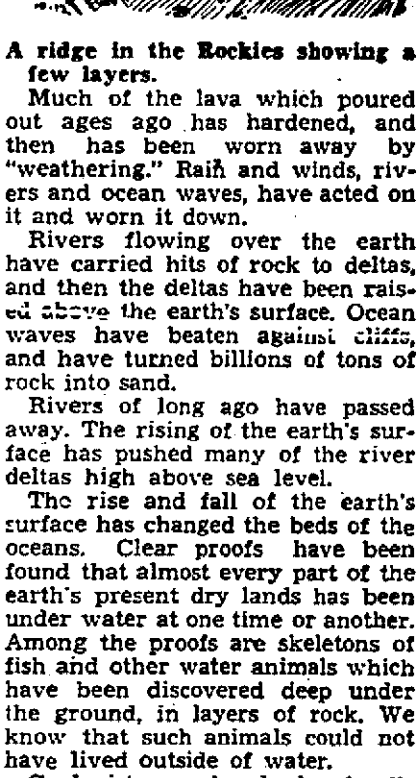 A ridge in the Rockies showing a
few layers.
Much of the lava which poured
out ages ago has hardened, and
then has been worn away by
"weathering." Rain and winds, riv-
ers and ocean waves, have acted on
it and worn it down.
Rivers flowing over the earth
have carried hits of rock to deltas,
and then the deltas have been rais-
ed above the earth's surface. Ocean
waves have beaten against cliffs,
and have turned billions of tons of
rock into sand.
Rivers of long ago have passed
away. The rising of the earth's sur-
face has pushed many of the river
deltas high above sea level.
The rise and fall of the earth's
surface has changed the beds of the
oceans. Clear proofs have been
found that almost every part of the
earth's present dry lands has been
under water at one time or another.
Among the proofs are skeletons of
fish and other water animals which
have been discovered deep under
the ground, in layers of rock. We
know that such animals could not
have lived outside of water.